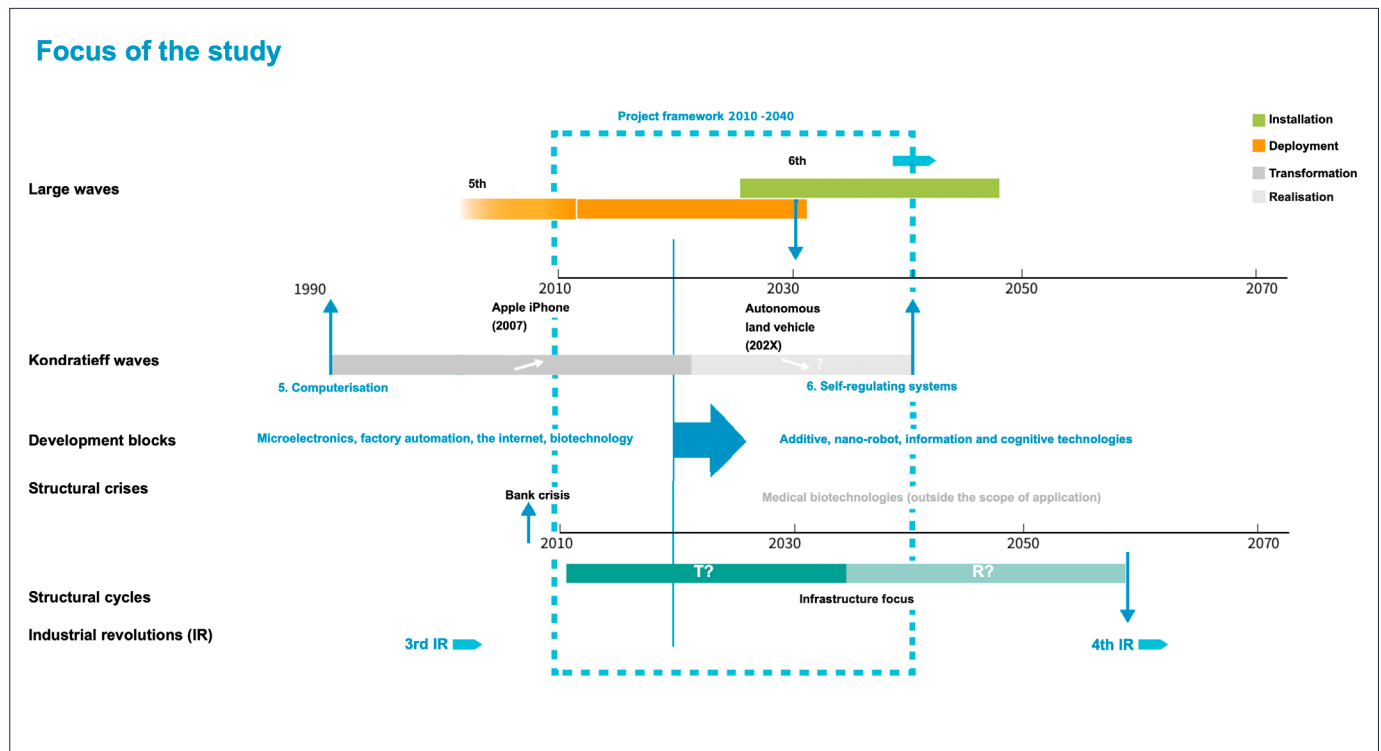 Focus of the study
Project framework 2010 -2040
Installation
Deployment
Transformation
Realisation
6th
5th
Large waves
1990
2010
2030
2050
2070
Apple iPhone
(2007)
Autonomous
land vehicle
(202X)
Kondratieff waves
?
5. Computerisation
6. Self-regulating systems
Development blocks
Microelectronics, factory automation, the internet, biotechnology
Additive, nano-robot, information and cognitive technologies
Structural crises
Bank crisis
Medical biotechnologies (outside the scope of application)
2010
2030
2050
2070
T?
R?
Structural cycles
Infrastructure focus
Industrial revolutions (IR)
3rd IR
4th IR